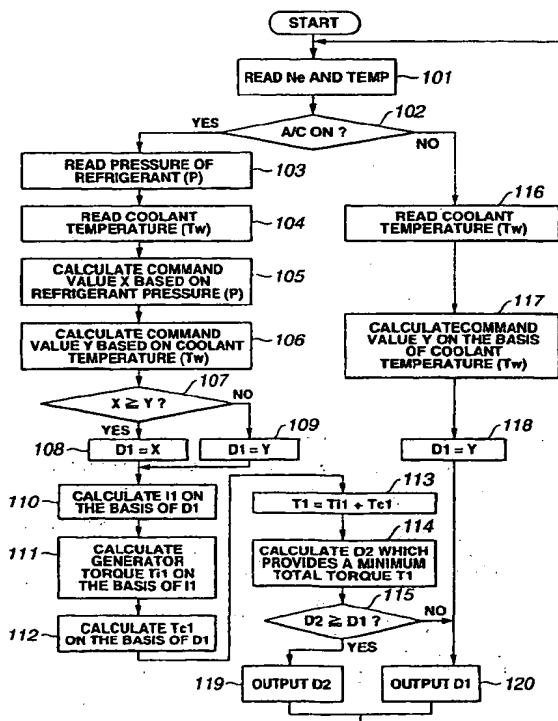 START
READ Ne AND TEMP
101
102
YES
A/C ON ?
NO
READ PRESSURE OF
REFRIGERANT (P)
103
READ COOLANT
TEMPERATURE (Tw)
104
CALCULATE COMMAND
VALUE X BASED ON
REFRIGERANT PRESSURE (P)
105
CALCULATE COMMAND
VALUE Y BASED ON COOLANT
TEMPERATURE (Tw)
106
107
X ≧ Y ?
YES
NO
108
D1 = X
109
D1 = Y
110
CALCULATE I1 ON
THE BASIS OF D1
111
CALCULATE
GENERATOR
TORQUE Ti1 ON
THE BASIS OF I1
112
CALCULATE Tc1
ON THE BASIS OF D1
113
T1 = Ti1 + Tc1
114
CALCULATE D2 WHICH
PROVIDES A MINIMUM
TOTAL TORQUE T1
115
D2 ≧ D1 ?
NO
YES
116
READ COOLANT
TEMPERATURE (Tw)
117
CALCULATECOMMAND
VALUE Y ON THE BASIS
OF COOLANT
TEMPERATURE (Tw)
118
D1 = Y
119
OUTPUT D2
OUTPUT D1
120